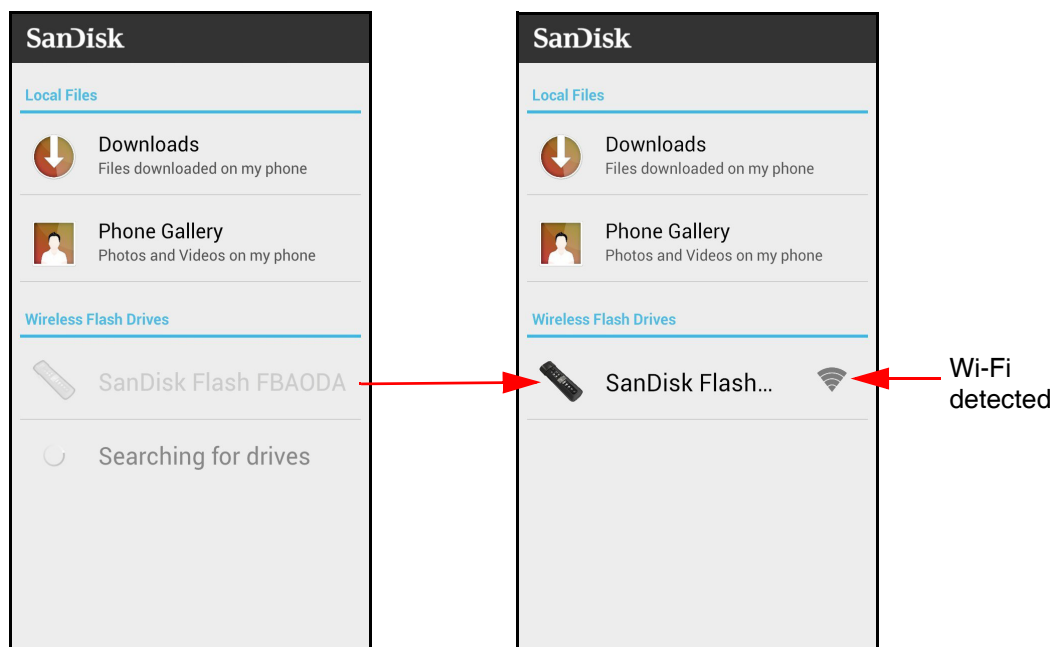 SanDisk
Local Files
Downloads
Files downloaded on my phone
Phone Gallery
Photos and Videos on my phone
Wireless Flash Drives
SanDisk Flash FBAODA
Searching for drives
SanDisk
Local Files
Downloads
Files downloaded on my phone
Phone Gallery
Photos and Videos on my phone
Wireless Flash Drives
SanDisk Flash...
Wi-Fi
detected